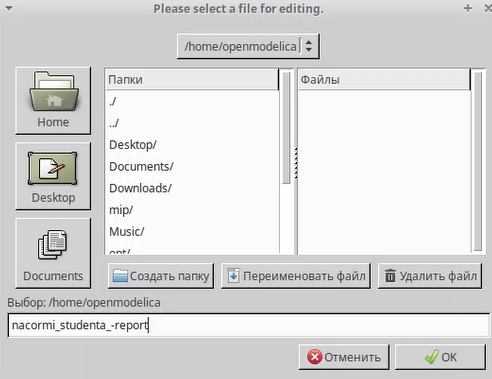 Please select a file for editing.
/home/openmodelica
Папки
Файлы
./
../
Desktop/
Documents/
Downloads/
mip/
Music/
opt/
Home
Desktop
Documents
Создать папку
Переименовать файл
Удалить файл
Выбор: /home/openmodelica
nacormi_studenta_-report
Отменить
OK